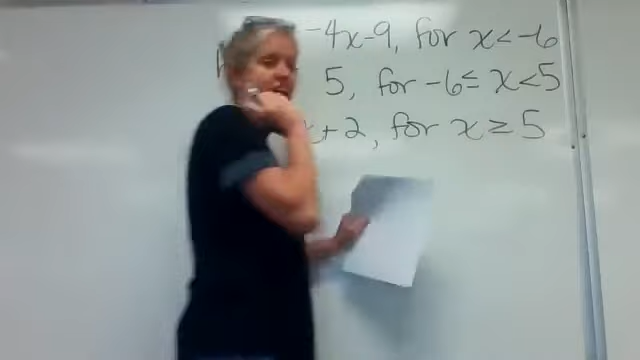 -4x-9, for x<-6
5, for -6≤ x<5
x+2, for x≥5